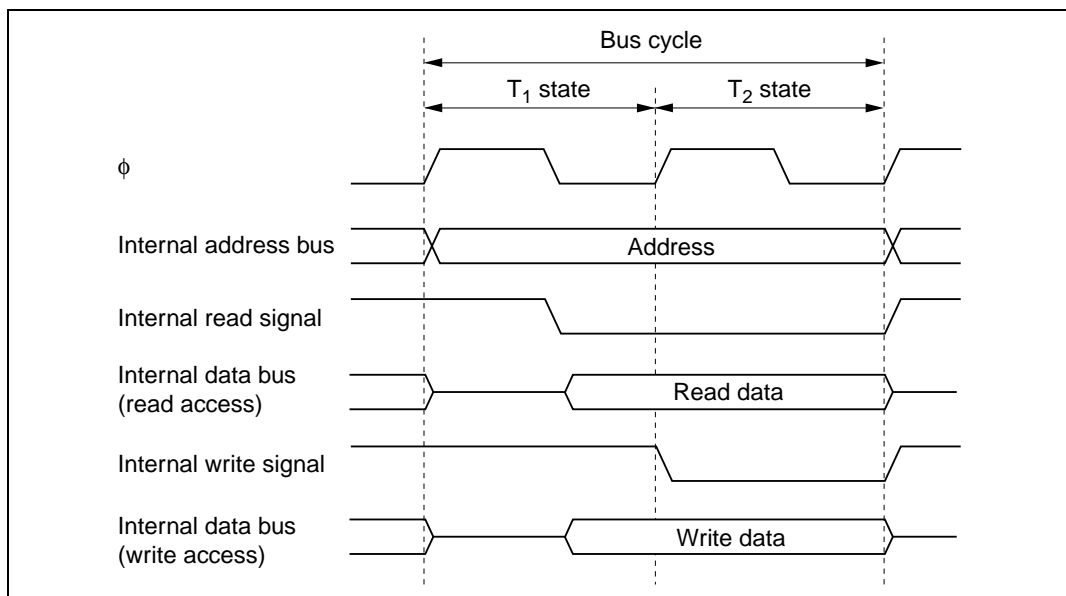 Bus cycle
T₁ state
T₂ state
ϕ
Internal address bus
Address
Internal read signal
Internal data bus
(read access)
Read data
Internal write signal
Internal data bus
(write access)
Write data